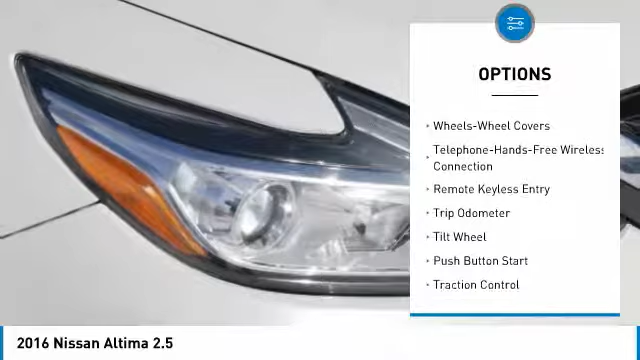 OPTIONS
Wheels-Wheel Covers
Telephone-Hands-Free Wireless
Connection
Remote Keyless Entry
Trip Odometer
Tilt Wheel
Push Button Start
Traction Control
2016 Nissan Altima 2.5